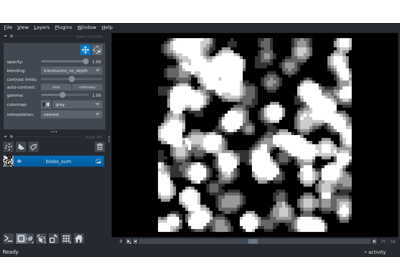 File View Layers Plugins Window Help
opacity: 1.00
blending: translucent_no_depth
contrast limits:
auto-contrast: once continuous
gamma: 1.00
colormap: gray
interpolation: nearest
blobs_sum
Ready
activity